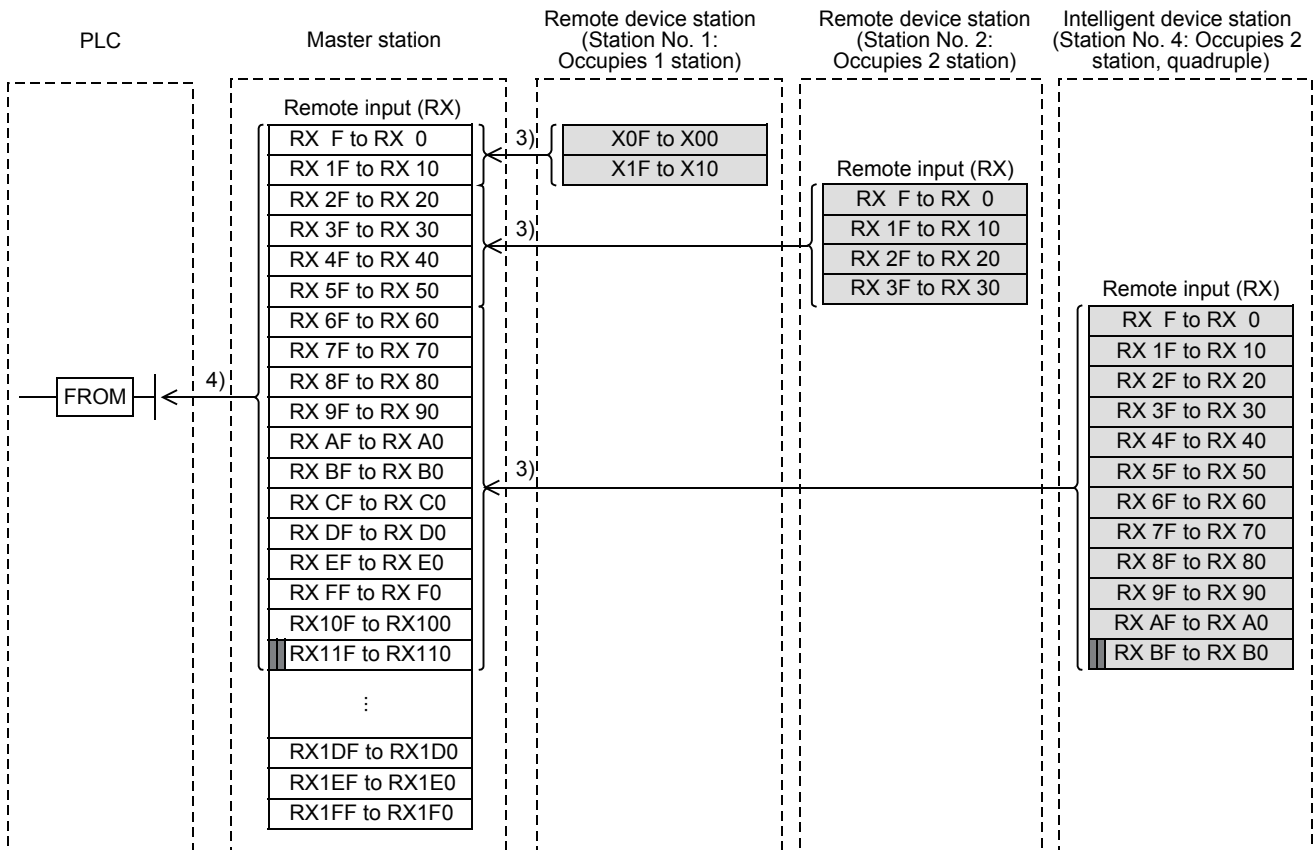 PLC
Master station
Remote device station
(Station No. 1:
Occupies 1 station)
Remote device station
(Station No. 2:
Occupies 2 station)
Intelligent device station
(Station No. 4: Occupies 2
station, quadruple)
FROM
4)
Remote input (RX)
RX F to RX 0
RX 1F to RX 10
RX 2F to RX 20
RX 3F to RX 30
RX 4F to RX 40
RX 5F to RX 50
RX 6F to RX 60
RX 7F to RX 70
RX 8F to RX 80
RX 9F to RX 90
RX AF to RX A0
RX BF to RX B0
RX CF to RX C0
RX DF to RX D0
RX EF to RX E0
RX FF to RX F0
RX10F to RX100
RX11F to RX110
...
RX1DF to RX1D0
RX1EF to RX1E0
RX1FF to RX1F0
3)
X0F to X00
X1F to X10
3)
Remote input (RX)
RX F to RX 0
RX 1F to RX 10
RX 2F to RX 20
RX 3F to RX 30
3)
Remote input (RX)
RX F to RX 0
RX 1F to RX 10
RX 2F to RX 20
RX 3F to RX 30
RX 4F to RX 40
RX 5F to RX 50
RX 6F to RX 60
RX 7F to RX 70
RX 8F to RX 80
RX 9F to RX 90
RX AF to RX A0
RX BF to RX B0